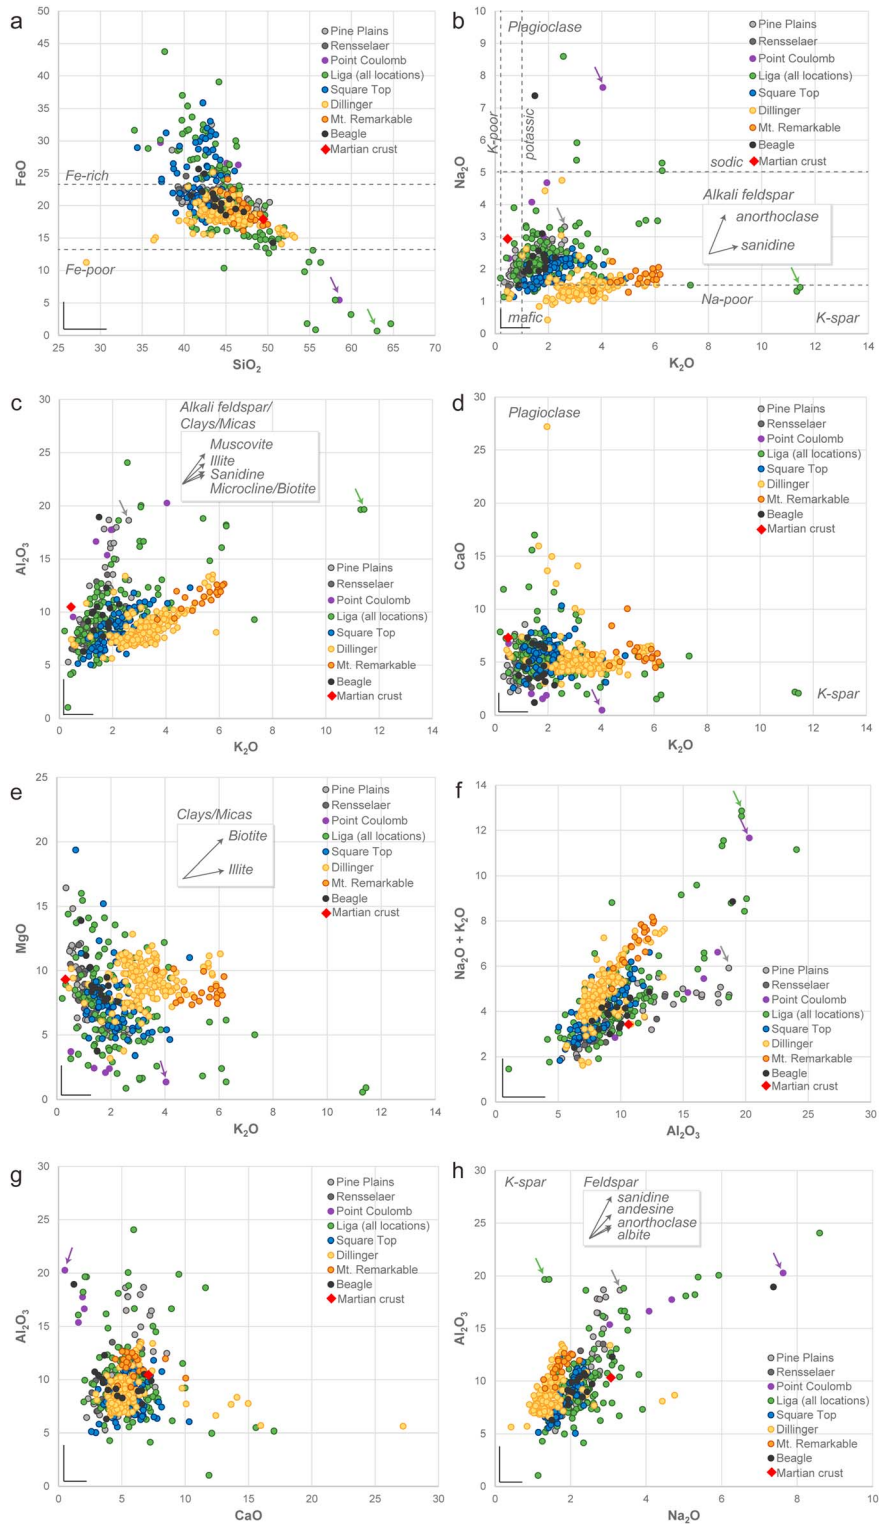 a
50
45
40
35
30
25
20
15
10
5
0
FeO
Fe-rich
Fe-poor
Pine Plains
Rensselaer
Point Coulomb
Liga (all locations)
Square Top
Dillinger
Mt. Remarkable
Beagle
Martian crust
25 35 45 55 65
30 40 50 60 70
SiO₂
b
10
9
8
7
6
5
4
3
2
1
0
Na₂O
Plagioclase
K-poor
potassic
Pine Plains
Rensselaer
Point Coulomb
Liga (all locations)
Square Top
Dillinger
Mt. Remarkable
Beagle
Martian crust
sodic
Alkali feldspar
anorthoclase
sanidine
Na-poor
mafic
K-spar
0 2 4 6 8 10 12 14
K₂O
c
30
25
20
15
10
5
0
Al₂O₃
Alkali feldspar/
Clays/Micas
Muscovite
Illite
Sanidine
Microcline/Biotite
Pine Plains
Rensselaer
Point Coulomb
Liga (all locations)
Square Top
Dillinger
Mt. Remarkable
Beagle
Martian crust
0 2 4 6 8 10 12 14
K₂O
d
30
25
20
15
10
5
0
CaO
Plagioclase
Pine Plains
Rensselaer
Point Coulomb
Liga (all locations)
Square Top
Dillinger
Mt. Remarkable
Beagle
Martian crust
K-spar
0 2 4 6 8 10 12 14
K₂O
e
25
20
15
10
5
0
MgO
Clays/Micas
Biotite
Illite
Pine Plains
Rensselaer
Point Coulomb
Liga (all locations)
Square Top
Dillinger
Mt. Remarkable
Beagle
Martian crust
0 2 4 6 8 10 12 14
K₂O
f
14
12
10
8
6
4
2
0
Na₂O + K₂O
Pine Plains
Rensselaer
Point Coulomb
Liga (all locations)
Square Top
Dillinger
Mt. Remarkable
Beagle
Martian crust
0 5 10 15 20 25 30
Al₂O₃
g
30
25
20
15
10
5
0
Al₂O₃
Pine Plains
Rensselaer
Point Coulomb
Liga (all locations)
Square Top
Dillinger
Mt. Remarkable
Beagle
Martian crust
0 5 10 15 20 25 30
CaO
h
30
25
20
15
10
5
0
Al₂O₃
K-spar
Feldspar
sanidine
andesine
anorthoclase
albite
Pine Plains
Rensselaer
Point Coulomb
Liga (all locations)
Square Top
Dillinger
Mt. Remarkable
Beagle
Martian crust
0 2 4 6 8 10
Na₂O